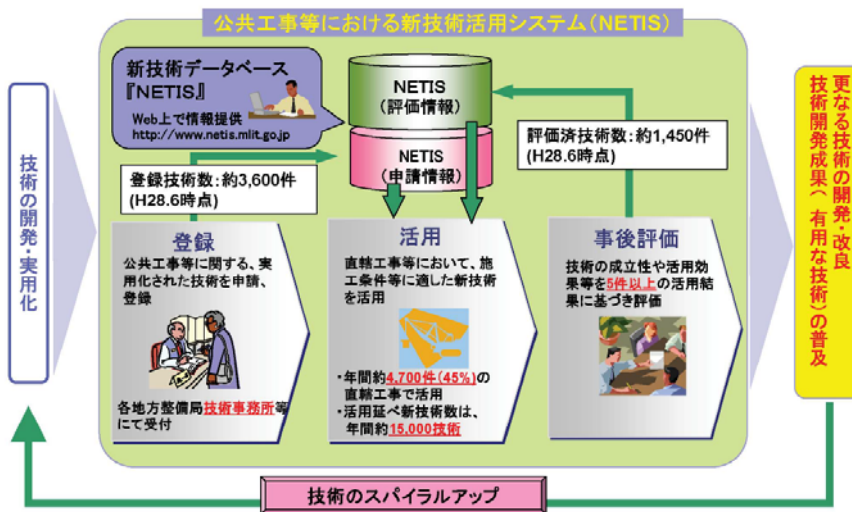 公共工事等における新技術活用システム(NETIS)
新技術データベース
『NETIS』
Web上で情報提供
http://www.netis.mlit.go.jp
NETIS
(評価情報)
NETIS
(申請情報)
登録技術数:約3,600件
(H28.6時点)
評価済技術数:約1,450件
(H28.6時点)
技術の開発・実用化
登録
公共工事等に関する、実
用化された技術を申請、
登録
各地方整備局技術事務所等
にて受付
活用
直轄工事等において、施
工条件等に適した新技術
を活用
・年間約4,700件(45%)の
直轄工事で活用
・活用延べ新技術数は、
年間約15,000技術
事後評価
技術の成立性や活用効
果等を5件以上の活用結
果に基づき評価
更なる技術の開発・改良
技術開発成果(有用な技術)の普及
技術のスパイラルアップ